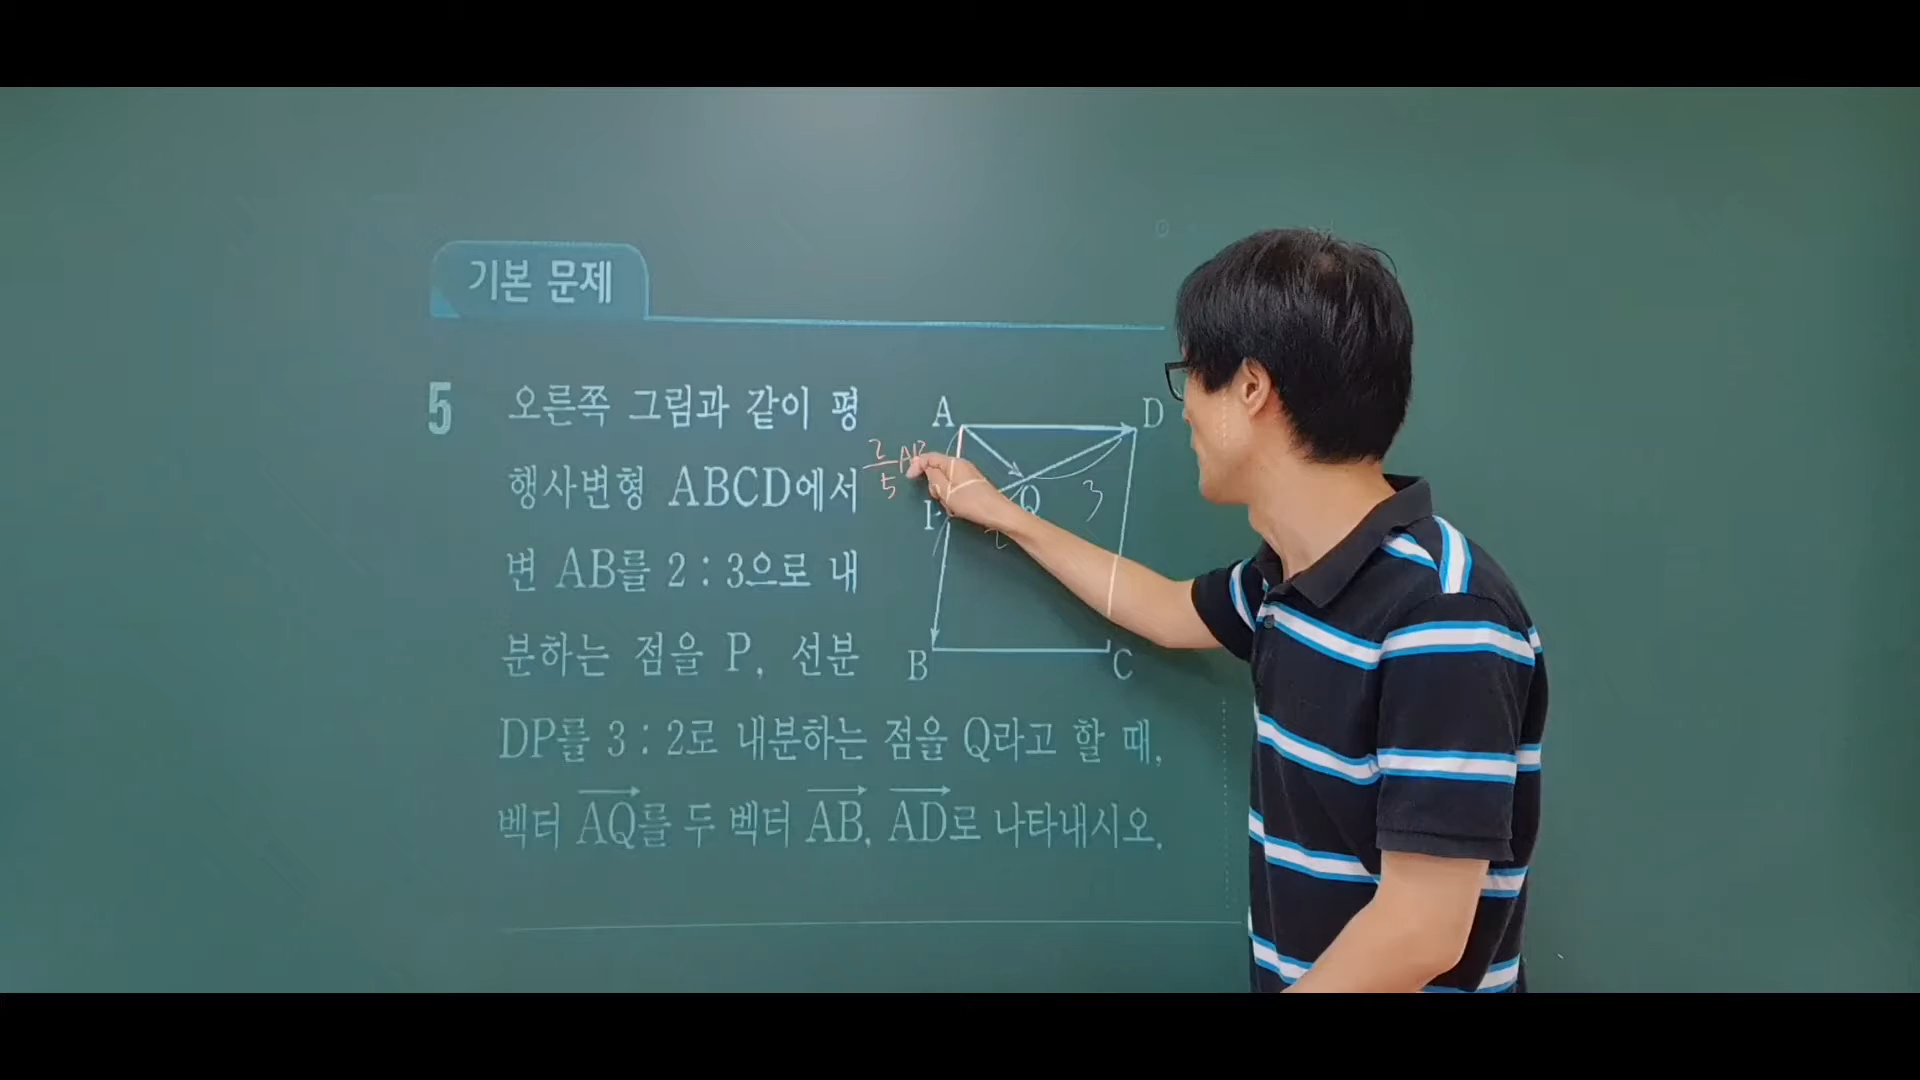 기본 문제
5 오른쪽 그림과 같이 평
행사변형 ABCD에서
변 AB를 2 : 3으로 내
분하는 점을 P, 선분
DP를 3 : 2로 내분하는 점을 Q라고 할 때,
벡터 AQ를 두 벡터 AB, AD로 나타내시오.
A
D
2/5
Q
3
2
B
C